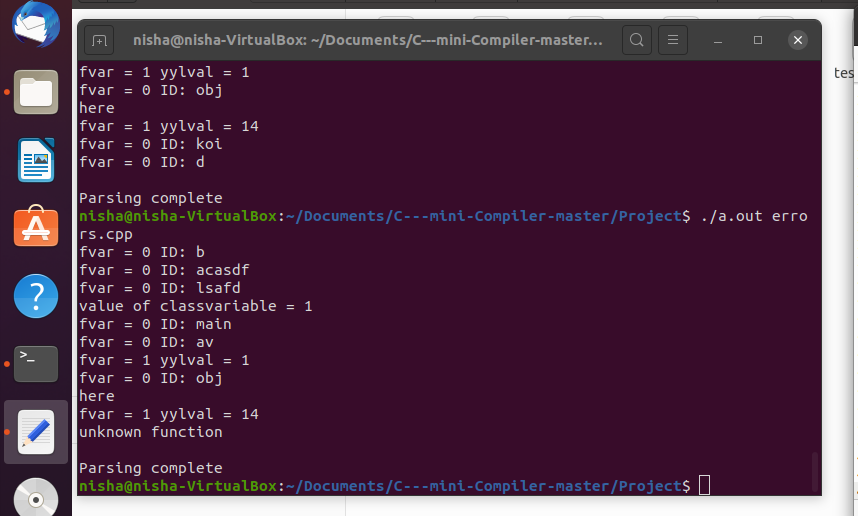 nisha@nisha-VirtualBox: ~/Documents/C---mini-Compiler-master...
tes
fvar = 1 yylval = 1
fvar = 0 ID: obj
here
fvar = 1 yylval = 14
fvar = 0 ID: koi
fvar = 0 ID: d
Parsing complete
nisha@nisha-VirtualBox:~/Documents/C---mini-Compiler-master/Project$ ./a.out erro
rs.cpp
fvar = 0 ID: b
fvar = 0 ID: acasdf
fvar = 0 ID: lsafd
value of classvariable = 1
fvar = 0 ID: main
fvar = 0 ID: av
fvar = 1 yylval = 1
fvar = 0 ID: obj
here
fvar = 1 yylval = 14
unknown function
Parsing complete
nisha@nisha-VirtualBox:~/Documents/C---mini-Compiler-master/Project$